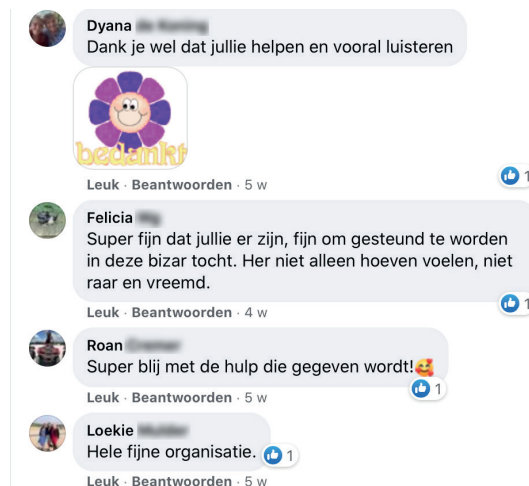 Dyana
Dank je wel dat jullie helpen en vooral luisteren
bedankt
Leuk · Beantwoorden · 5 w
1
Felicia
Super fijn dat jullie er zijn, fijn om gesteund te worden
in deze bizar tocht. Her niet alleen hoeven voelen, niet
raar en vreemd.
1
Leuk · Beantwoorden · 4 w
Roan
Super blij met de hulp die gegeven wordt!🥰
1
Leuk · Beantwoorden · 5 w
Loekie
Hele fijne organisatie.
1
Leuk · Beantwoorden · 5 w